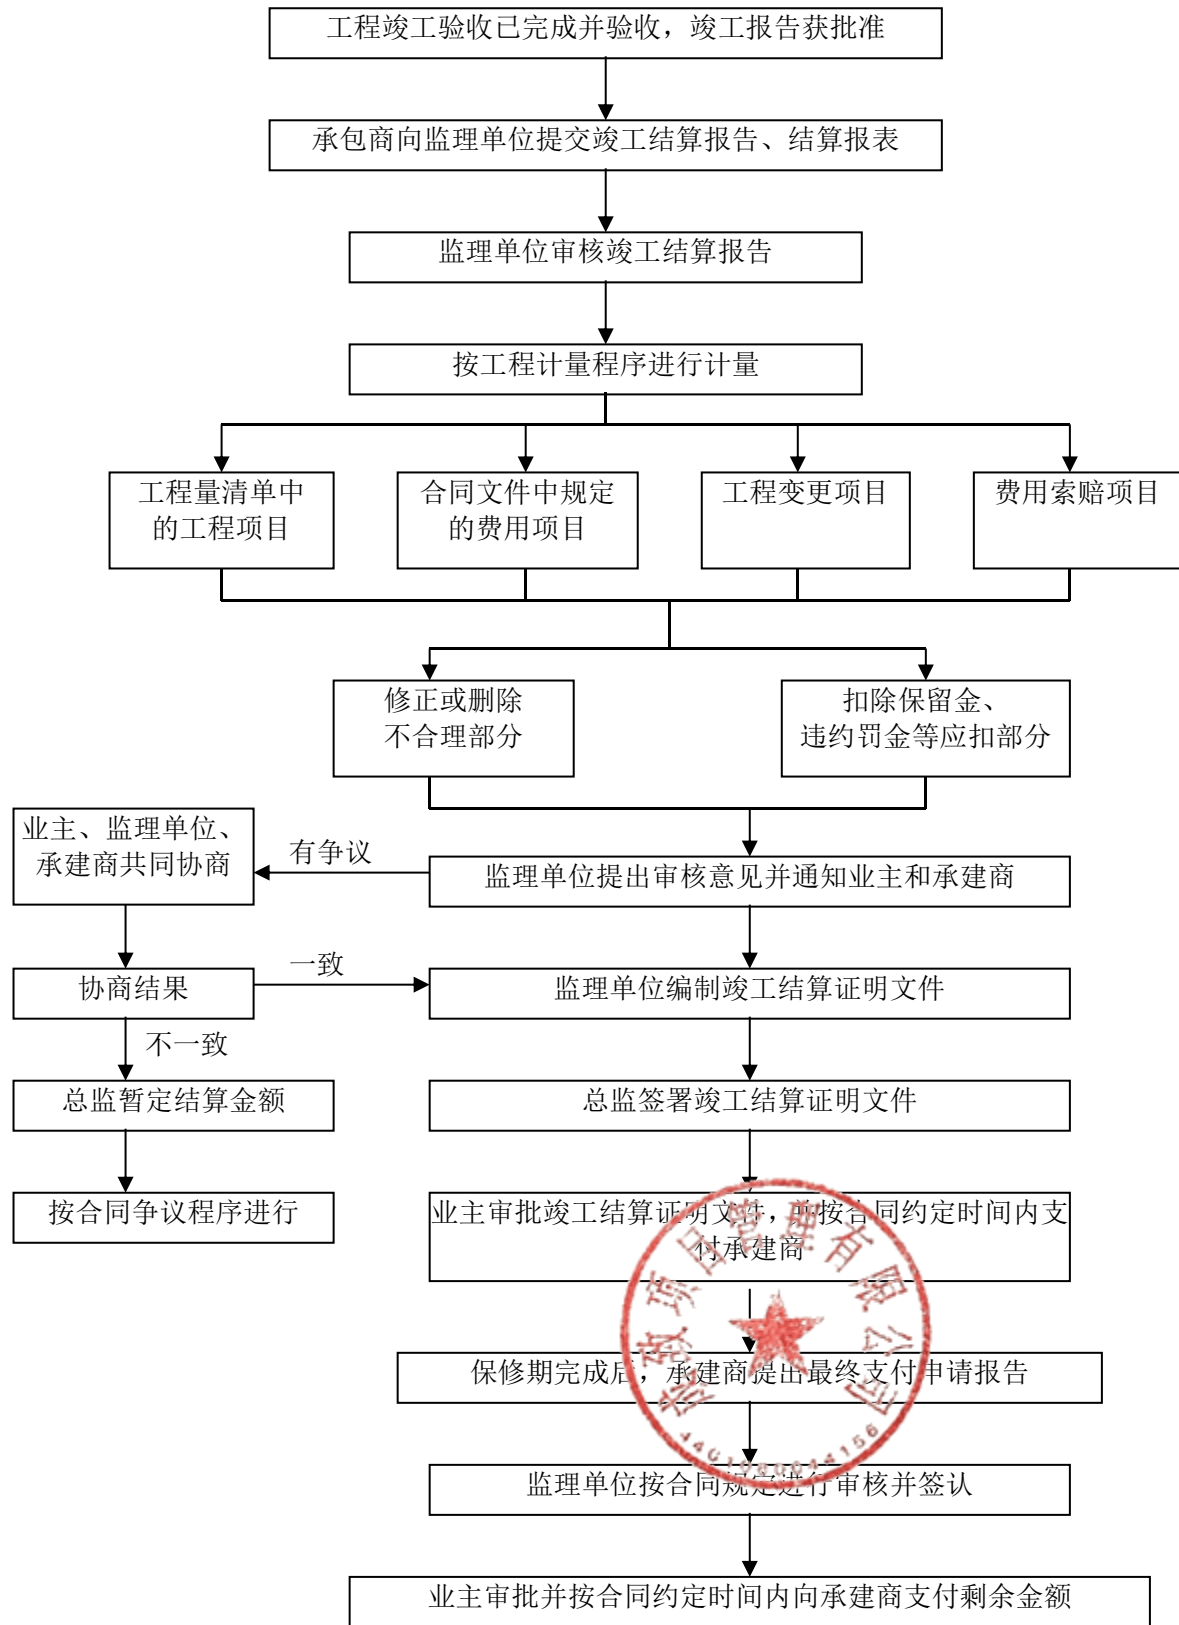 工程竣工验收已完成并验收，竣工报告获批准
承包商向监理单位提交竣工结算报告、结算报表
监理单位审核竣工结算报告
按工程计量程序进行计量
工程量清单中
的工程项目
合同文件中规定
的费用项目
工程变更项目
费用索赔项目
修正或删除
不合理部分
扣除保留金、
违约罚金等应扣部分
业主、监理单位、
承建商共同协商
有争议
监理单位提出审核意见并通知业主和承建商
协商结果
一致
监理单位编制竣工结算证明文件
不一致
总监暂定结算金额
总监签署竣工结算证明文件
按合同争议程序进行
业主审批竣工结算证明文件，并按合同约定时间内支
付承建商
保修期完成后，承建商提出最终支付申请报告
监理单位按合同规定进行审核并签认
业主审批并按合同约定时间内向承建商支付剩余金额
项目管理有限公司